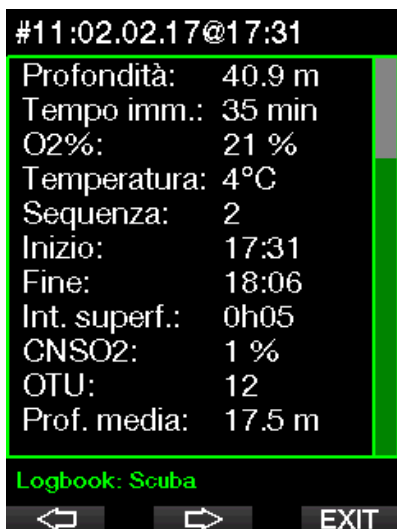 #11:02.02.17@17:31
Profondità: 40.9 m
Tempo imm.: 35 min
O2%: 21 %
Temperatura: 4°C
Sequenza: 2
Inizio: 17:31
Fine: 18:06
Int. superf.: 0h05
CNSO2: 1 %
OTU: 12
Prof. media: 17.5 m
Logbook: Scuba
EXIT